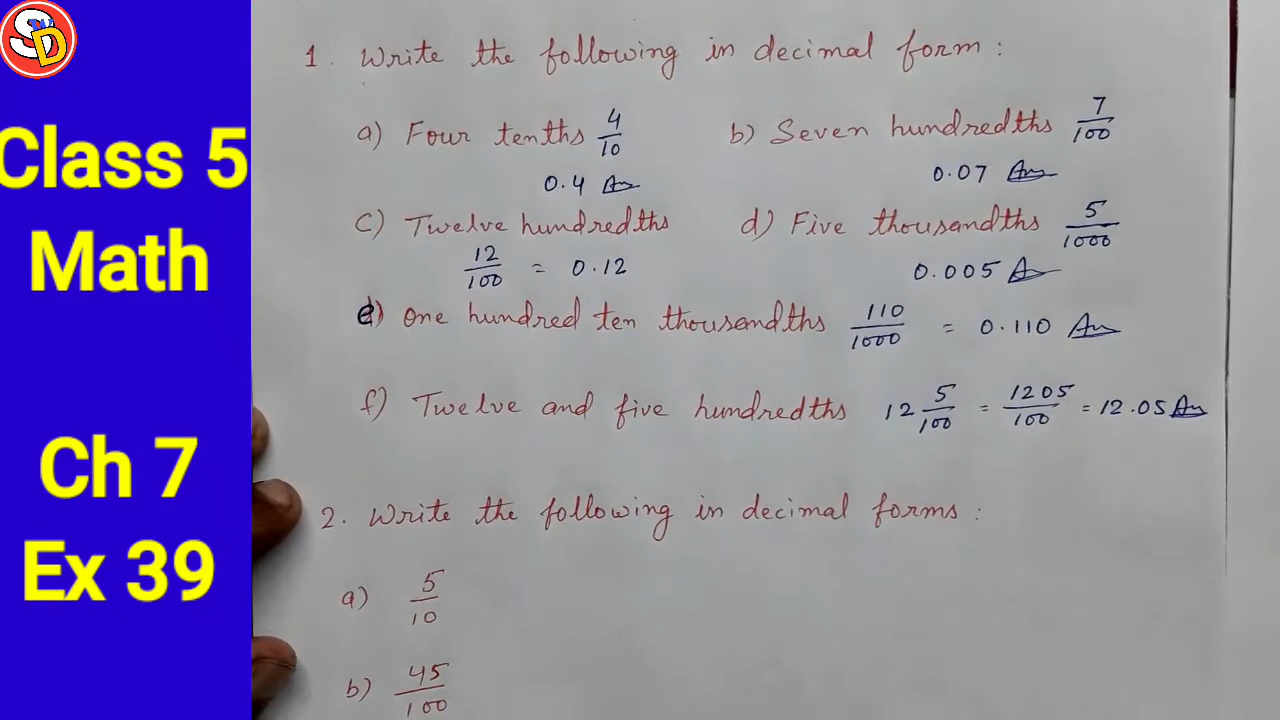 SD
Class 5
Math
Ch 7
Ex 39
1. Write the following in decimal form :
a) Four tenths 4/10
0.4 Ans
b) Seven hundredths 7/100
0.07 Ans
c) Twelve hundredths
12/100 = 0.12
d) Five thousandths 5/1000
0.005 A
e) One hundred ten thousandths 110/1000 = 0.110 Ans
f) Twelve and five hundredths 12 5/100 = 1205/100 = 12.05 Ans
2. Write the following in decimal forms :
a) 5/10
b) 45/100